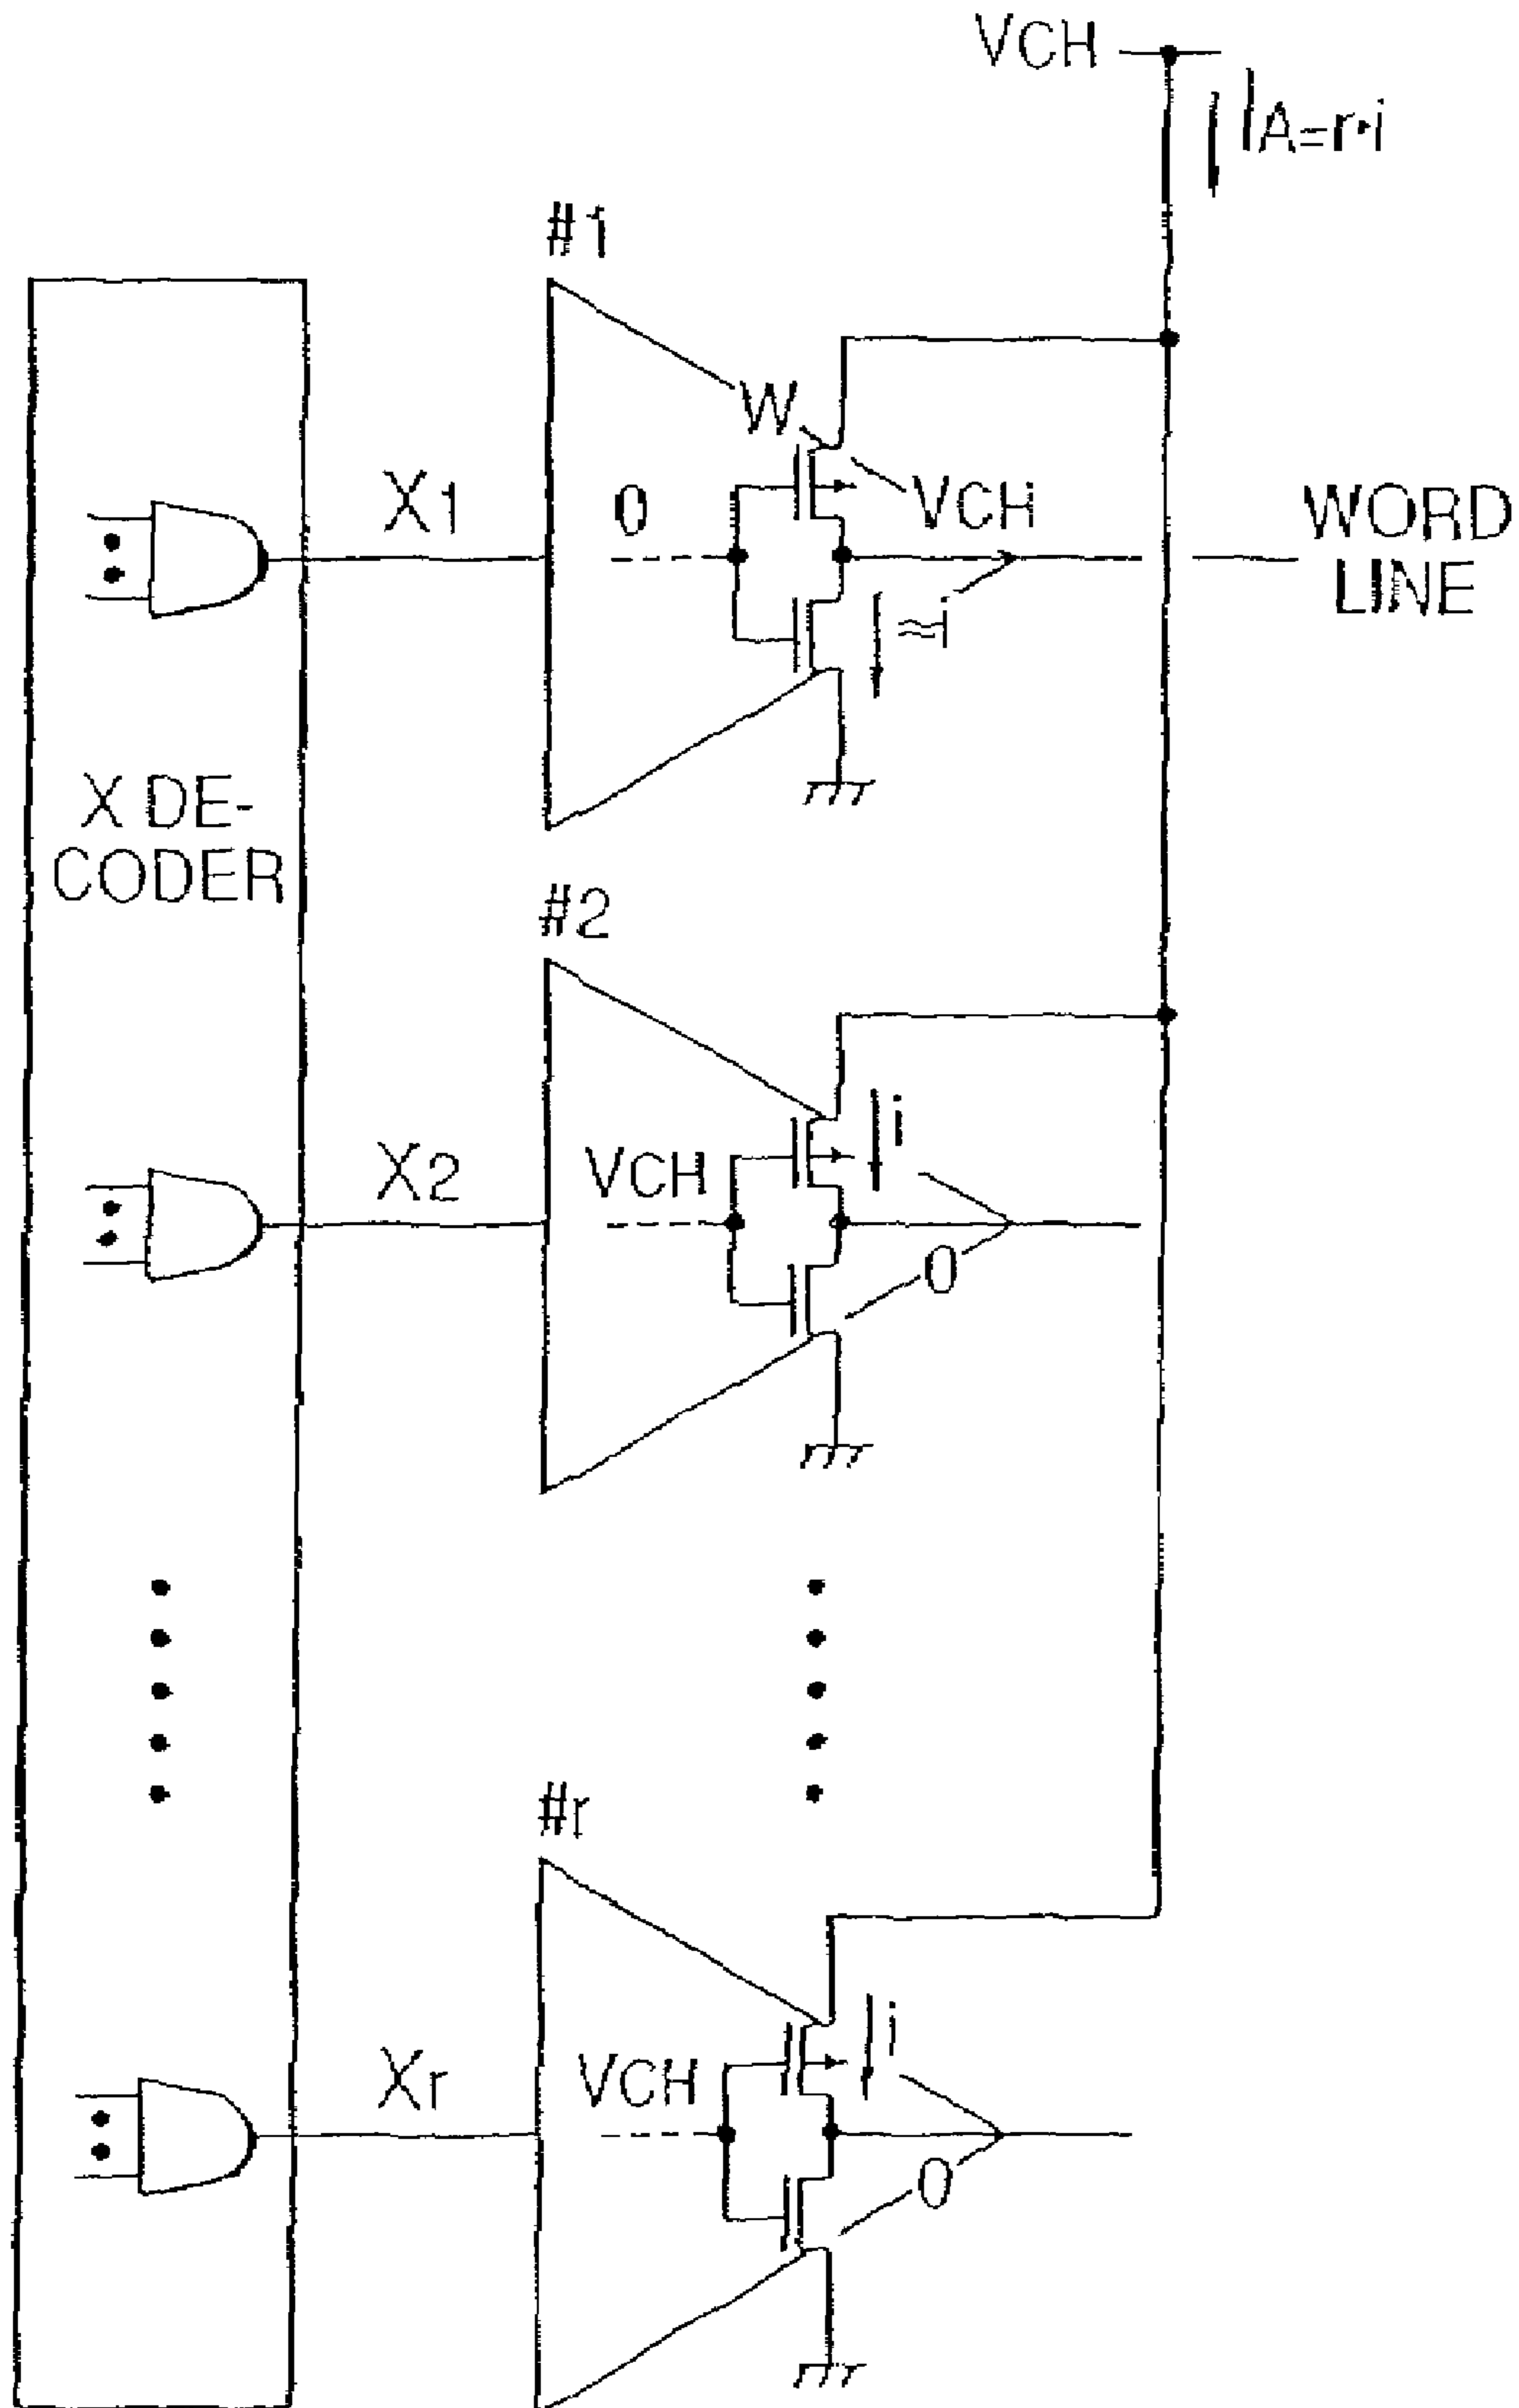 VCH
IA=r·i
#1
W
X1
0
VCH
WORD
LINE
≈i
X DE-
CODER
#2
i
X2
VCH
0
#r
i
Xr
VCH
0